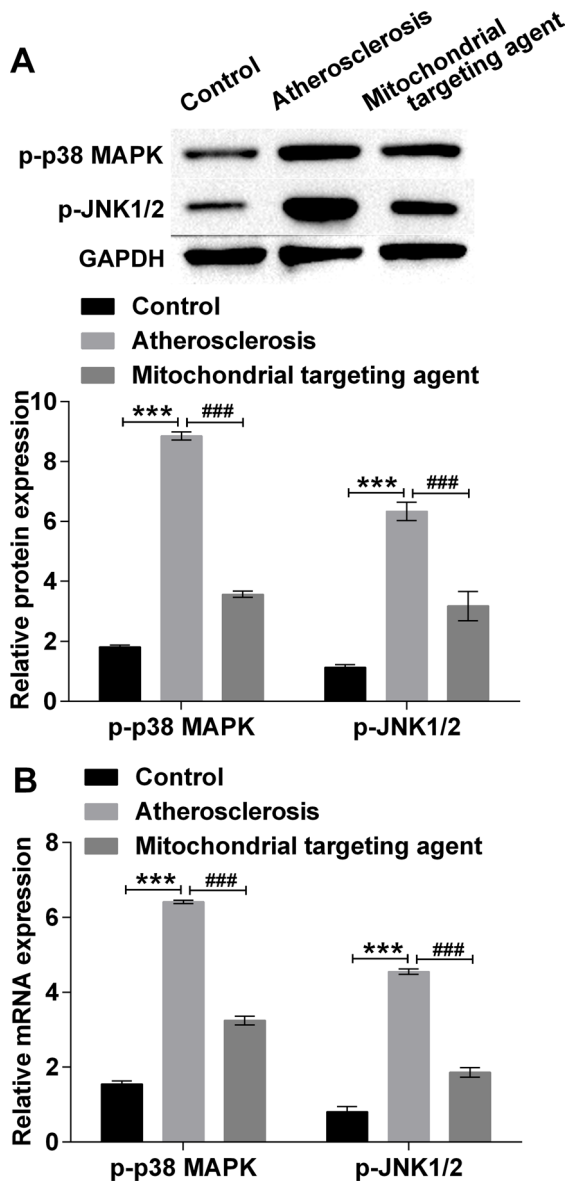 A
Control
Atherosclerosis
Mitochondrial
targeting agent
p-p38 MAPK
p-JNK1/2
GAPDH
Control
Atherosclerosis
Mitochondrial targeting agent
Relative protein expression
10
8
6
4
2
0
*** ###
*** ###
p-p38 MAPK
p-JNK1/2
B
Control
Atherosclerosis
Mitochondrial targeting agent
Relative mRNA expression
8
6
4
2
0
*** ###
*** ###
p-p38 MAPK
p-JNK1/2